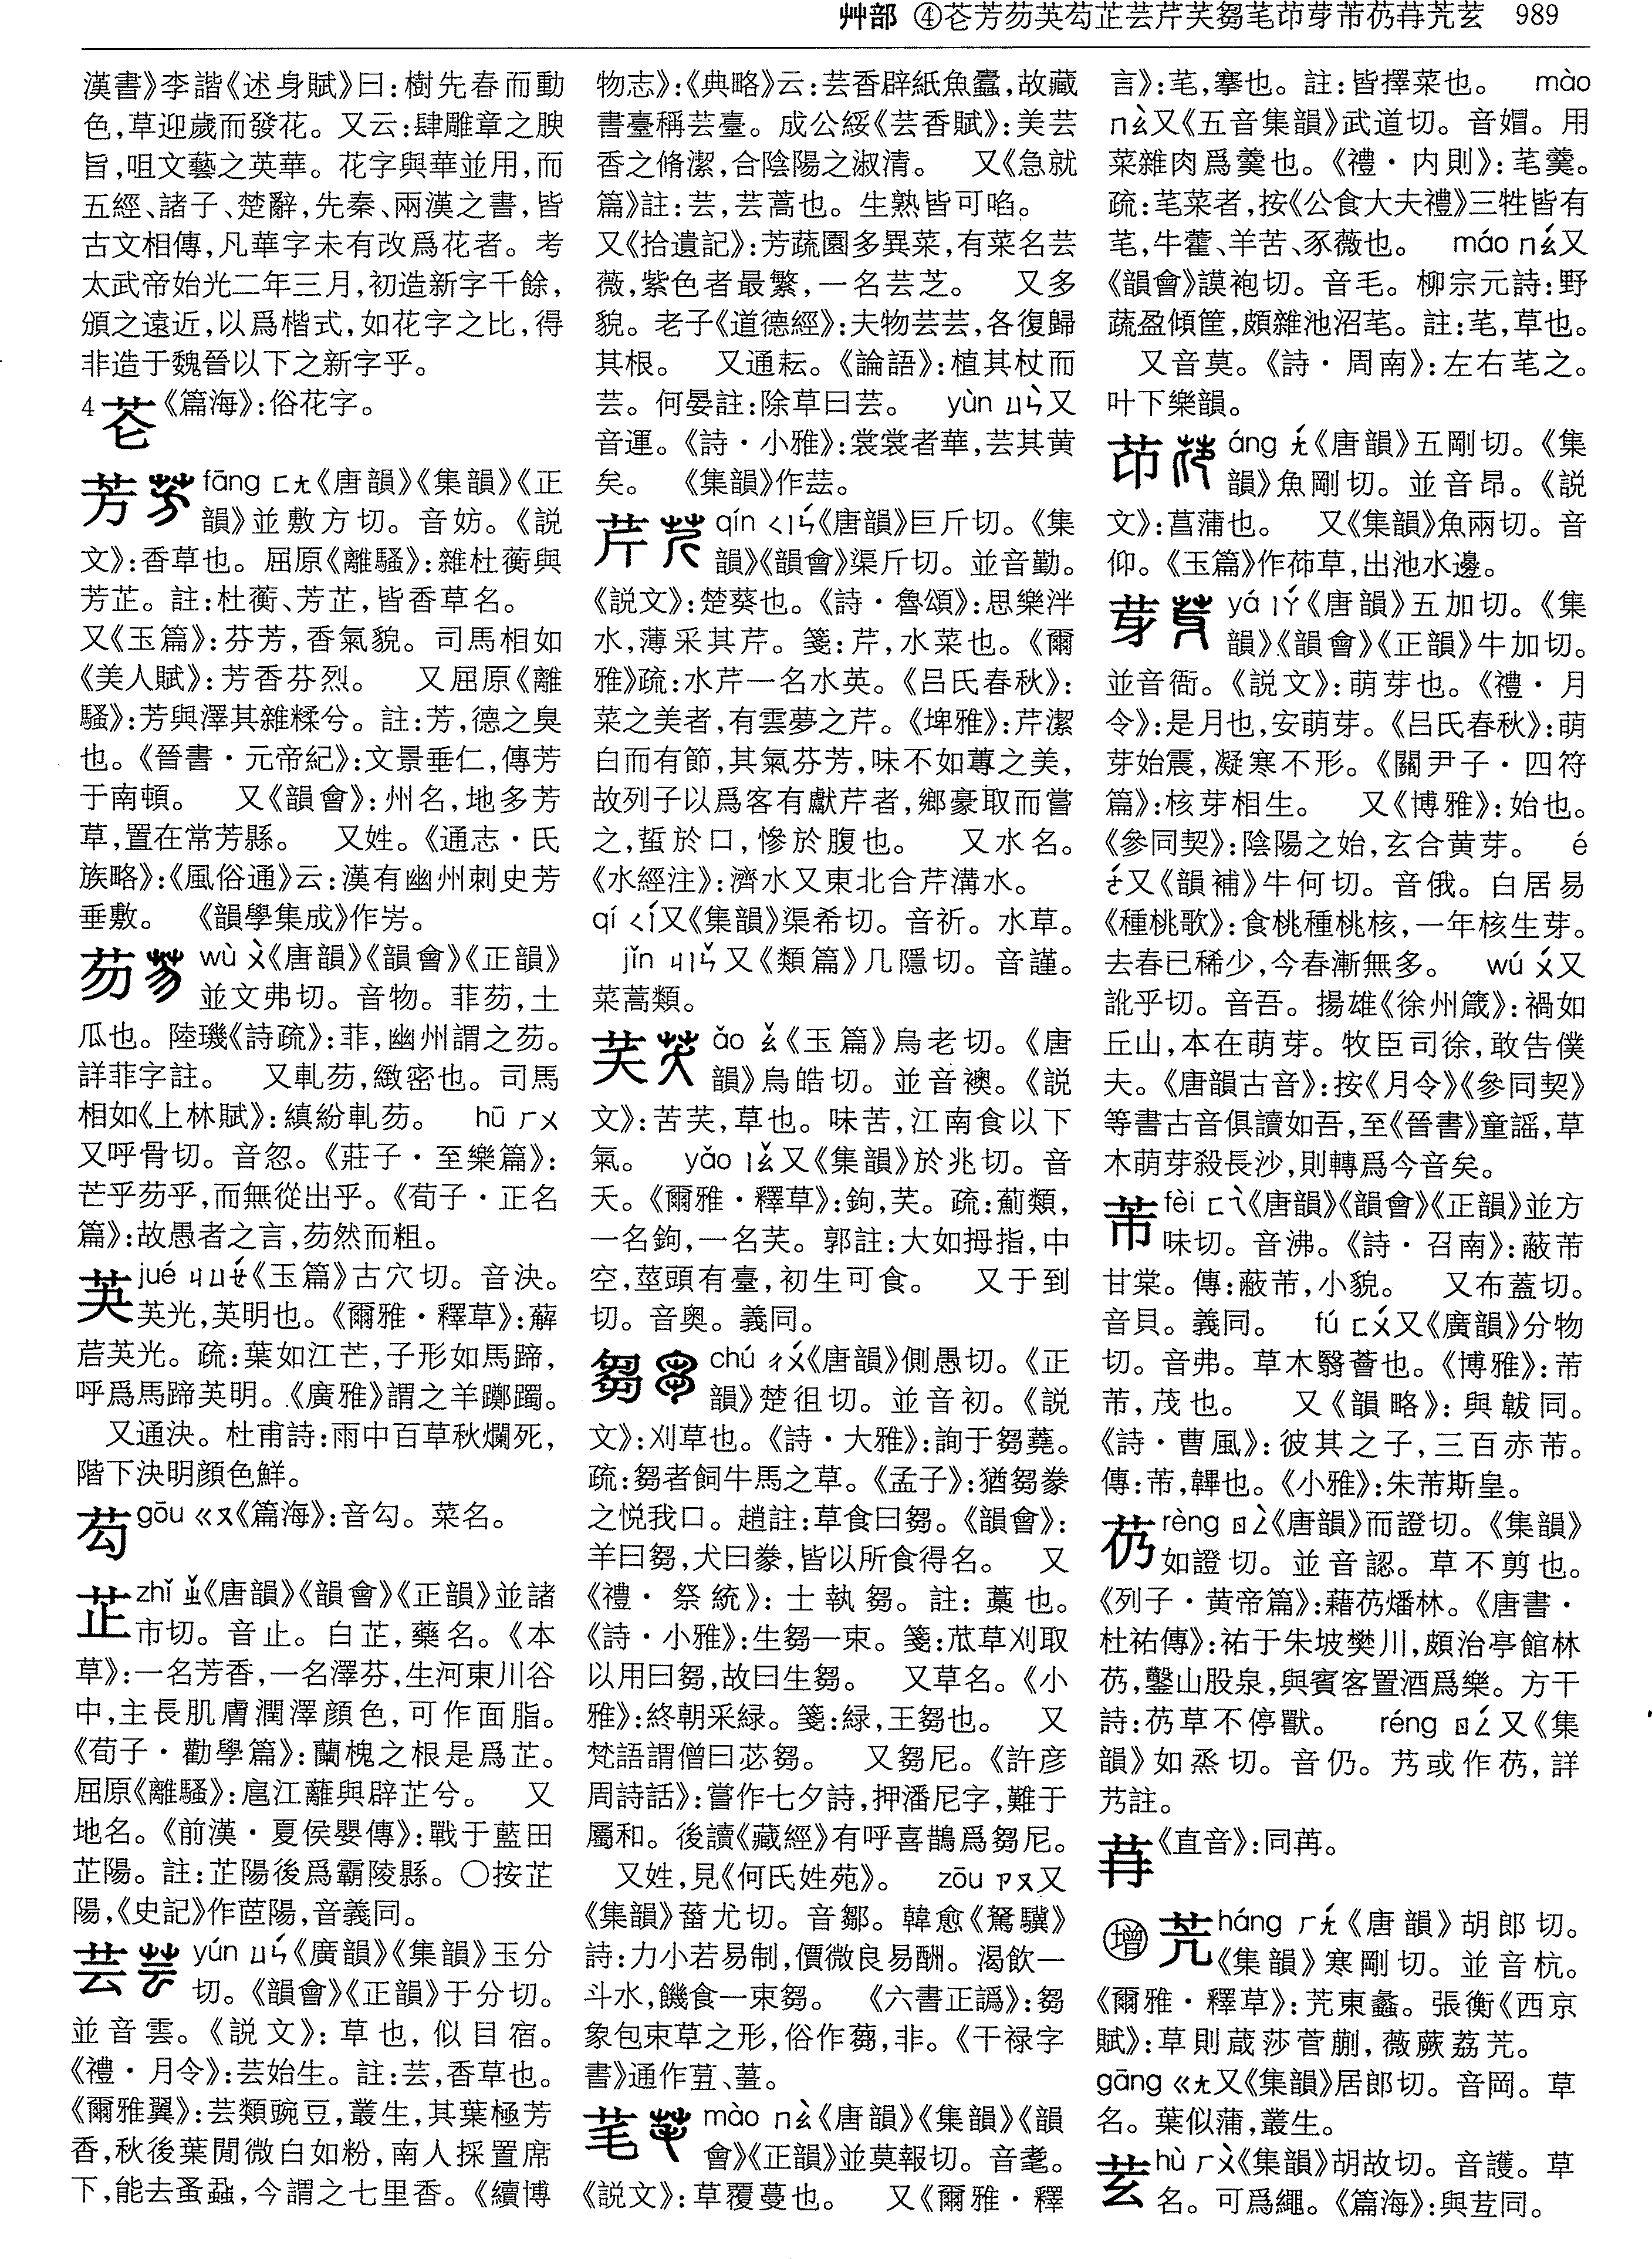 艸部 ④芲芳芴芵芶芷芸芹芺芻芼茚芽芾芿苒苀芰 989
漢書》李諧《述身賦》曰:樹先春而動
色,草迎歲而發花。又云:肆雕章之腴
旨,咀文藝之英華。花字與華並用,而
五經、諸子、楚辭,先秦、兩漢之書,皆
古文相傳,凡華字未有改爲花者。考
太武帝始光二年三月,初造新字千餘,
頒之遠近,以爲楷式,如花字之比,得
非造于魏晉以下之新字乎。
4芲《篇海》:俗花字。
芳 fāng ㄈㄤ《唐韻》《集韻》《正
韻》並敷方切。音妨。《説
文》:香草也。屈原《離騷》:雜杜蘅與
芳芷。註:杜蘅、芳芷,皆香草名。
又《玉篇》:芬芳,香氣貌。司馬相如
《美人賦》:芳香芬烈。 又屈原《離
騷》:芳與澤其雜糅兮。註:芳,德之臭
也。《晉書·元帝紀》:文景垂仁,傳芳
于南頓。 又《韻會》:州名,地多芳
草,置在常芳縣。 又姓。《通志·氏
族略》:《風俗通》云:漢有幽州刺史芳
垂敷。 《韻學集成》作㫄。
芴 wù ㄨˋ《唐韻》《韻會》《正韻》
並文弗切。音物。菲芴,土
瓜也。陸璣《詩疏》:菲,幽州謂之芴。
詳菲字註。 又軋芴,緻密也。司馬
相如《上林賦》:縝紛軋芴。 hū ㄏㄨ
又呼骨切。音忽。《莊子·至樂篇》:
芒乎芴乎,而無從出乎。《荀子·正名
篇》:故愚者之言,芴然而粗。
芵 jué ㄐㄩㄝˊ《玉篇》古穴切。音決。
芵光,芵明也。《爾雅·釋草》:薢
茩芵光。疏:葉如江芒,子形如馬蹄,
呼爲馬蹄芵明。《廣雅》謂之羊躑躅。
又通決。杜甫詩:雨中百草秋爛死,
階下決明顔色鮮。
芶 gōu ㄍㄡ《篇海》:音勾。菜名。
芷 zhǐ ㄓˇ《唐韻》《韻會》《正韻》並諸
市切。音止。白芷,藥名。《本
草》:一名芳香,一名澤芬,生河東川谷
中,主長肌膚潤澤顔色,可作面脂。
《荀子·勸學篇》:蘭槐之根是爲芷。
屈原《離騷》:扈江蘺與辟芷兮。 又
地名。《前漢·夏侯嬰傳》:戰于藍田
芷陽。註:芷陽後爲霸陵縣。〇按芷
陽,《史記》作茝陽,音義同。
芸 yún ㄩㄣˊ《廣韻》《集韻》玉分
切。《韻會》《正韻》于分切。
並音雲。《説文》:草也,似目宿。
《禮·月令》:芸始生。註:芸,香草也。
《爾雅翼》:芸類豌豆,叢生,其葉極芳
香,秋後葉閒微白如粉,南人採置席
下,能去蚤蝨,今謂之七里香。《續博
物志》:《典略》云:芸香辟紙魚蠹,故藏
書臺稱芸臺。成公綏《芸香賦》:美芸
香之脩潔,合陰陽之淑清。 又《急就
篇》註:芸,芸蒿也。生熟皆可啗。
又《拾遺記》:芳蔬園多異菜,有菜名芸
薇,紫色者最繁,一名芸芝。 又多
貌。老子《道德經》:夫物芸芸,各復歸
其根。 又通耘。《論語》:植其杖而
芸。何晏註:除草曰芸。 yùn ㄩㄣˋ又
音運。《詩·小雅》:裳裳者華,芸其黄
矣。 《集韻》作蕓。
芹 qín ㄑㄧㄣˊ《唐韻》巨斤切。《集
韻》《韻會》渠斤切。並音勤。
《説文》:楚葵也。《詩·魯頌》:思樂泮
水,薄采其芹。箋:芹,水菜也。《爾
雅》疏:水芹一名水英。《吕氏春秋》:
菜之美者,有雲夢之芹。《埤雅》:芹潔
白而有節,其氣芬芳,味不如蓴之美,
故列子以爲客有獻芹者,鄉豪取而嘗
之,蜇於口,慘於腹也。 又水名。
《水經注》:濟水又東北合芹溝水。
qí ㄑㄧˊ又《集韻》渠希切。音祈。水草。
jǐn ㄐㄧㄣˇ又《類篇》几隱切。音謹。
菜蒿類。
芺 ǎo ㄠˇ《玉篇》烏老切。《唐
韻》烏皓切。並音襖。《説
文》:苦芺,草也。味苦,江南食以下
氣。 yǎo ㄧㄠˇ又《集韻》於兆切。音
夭。《爾雅·釋草》:鉤,芺。疏:薊類,
一名鉤,一名芺。郭註:大如拇指,中
空,莖頭有臺,初生可食。 又于到
切。音奥。義同。
芻 chú ㄔㄨˊ《唐韻》側愚切。《正
韻》楚徂切。並音初。《説
文》:刈草也。《詩·大雅》:詢于芻蕘。
疏:芻者飼牛馬之草。《孟子》:猶芻豢
之悦我口。趙註:草食曰芻。《韻會》:
羊曰芻,犬曰豢,皆以所食得名。 又
《禮·祭統》:士執芻。註:藁也。
《詩·小雅》:生芻一束。箋:苽草刈取
以用曰芻,故曰生芻。 又草名。《小
雅》:終朝采緑。箋:緑,王芻也。 又
梵語謂僧曰苾芻。 又芻尼。《許彦
周詩話》:嘗作七夕詩,押潘尼字,難于
屬和。後讀《藏經》有呼喜鵲爲芻尼。
又姓,見《何氏姓苑》。 zōu ㄗㄡ又
《集韻》菑尤切。音鄒。韓愈《駑驥》
詩:力小若易制,價微良易酬。渴飲一
斗水,饑食一束芻。 《六書正譌》:芻
象包束草之形,俗作蒭,非。《干禄字
書》通作
芼 mào ㄇㄠˋ《唐韻》《集韻》《韻
會》《正韻》並莫報切。音耄。
《説文》:草覆蔓也。 又《爾雅·釋
言》:芼,搴也。註:皆擇菜也。 mào
ㄇㄠˋ又《五音集韻》武道切。音媢。用
菜雜肉爲羹也。《禮·内則》:芼羹。
疏:芼菜者,按《公食大夫禮》三牲皆有
芼,牛藿、羊苦、豕薇也。 máo ㄇㄠˊ又
《韻會》謨袍切。音毛。柳宗元詩:野
蔬盈傾筐,頗雜池沼芼。註:芼,草也。
又音莫。《詩·周南》:左右芼之。
叶下樂韻。
茚 áng ㄤˊ《唐韻》五剛切。《集
韻》魚剛切。並音昂。《説
文》:菖蒲也。 又《集韻》魚兩切。音
仰。《玉篇》作茚草,出池水邊。
芽 yá ㄧㄚˊ《唐韻》五加切。《集
韻》《韻會》《正韻》牛加切。
並音衙。《説文》:萌芽也。《禮·月
令》:是月也,安萌芽。《吕氏春秋》:萌
芽始震,凝寒不形。《關尹子·四符
篇》:核芽相生。 又《博雅》:始也。
《參同契》:陰陽之始,玄合黄芽。 é
ㄜˊ又《韻補》牛何切。音俄。白居易
《種桃歌》:食桃種桃核,一年核生芽。
去春已稀少,今春漸無多。 wú ㄨˊ又
訛乎切。音吾。揚雄《徐州箴》:禍如
丘山,本在萌芽。牧臣司徐,敢告僕
夫。《唐韻古音》:按《月令》《參同契》
等書古音俱讀如吾,至《晉書》童謡,草
木萌芽殺長沙,則轉爲今音矣。
芾 fèi ㄈㄟˋ《唐韻》《韻會》《正韻》並方
味切。音沸。《詩·召南》:蔽芾
甘棠。傳:蔽芾,小貌。 又布蓋切。
音貝。義同。 fú ㄈㄨˊ又《廣韻》分物
切。音弗。草木翳薈也。《博雅》:芾
芾,茂也。 又《韻略》:與韍同。
《詩·曹風》:彼其之子,三百赤芾。
傳:芾,韠也。《小雅》:朱芾斯皇。
芿 rèng ㄖㄥˋ《唐韻》而證切。《集韻》
如證切。並音認。草不剪也。
《列子·黄帝篇》:藉芿燔林。《唐書·
杜祐傳》:祐于朱坡樊川,頗治亭館林
芿,鑿山股泉,與賓客置酒爲樂。方干
詩:芿草不停獸。 réng ㄖㄥˊ又《集
韻》如烝切。音仍。艿或作芿,詳
艿註。
苒《直音》:同苒。
增 苀 háng ㄏㄤˊ《唐韻》胡郎切。
《集韻》寒剛切。並音杭。
《爾雅·釋草》:苀東蠡。張衡《西京
賦》:草則葴莎菅蒯,薇蕨荔苀。
gāng ㄍㄤ又《集韻》居郎切。音岡。草
名。葉似蒲,叢生。
hù ㄏㄨˋ《集韻》胡故切。音護。草
名。可爲繩。《篇海》:與苼同。